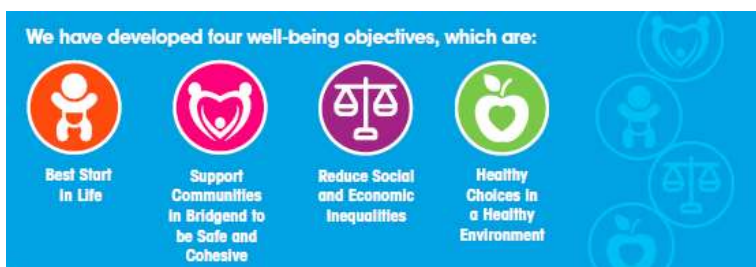 We have developed four well-being objectives, which are:
Best Start
in Life
Support
Communities
in Bridgend to
be Safe and
Cohesive
Reduce Social
and Economic
Inequalities
Healthy
Choices in
a Healthy
Environment